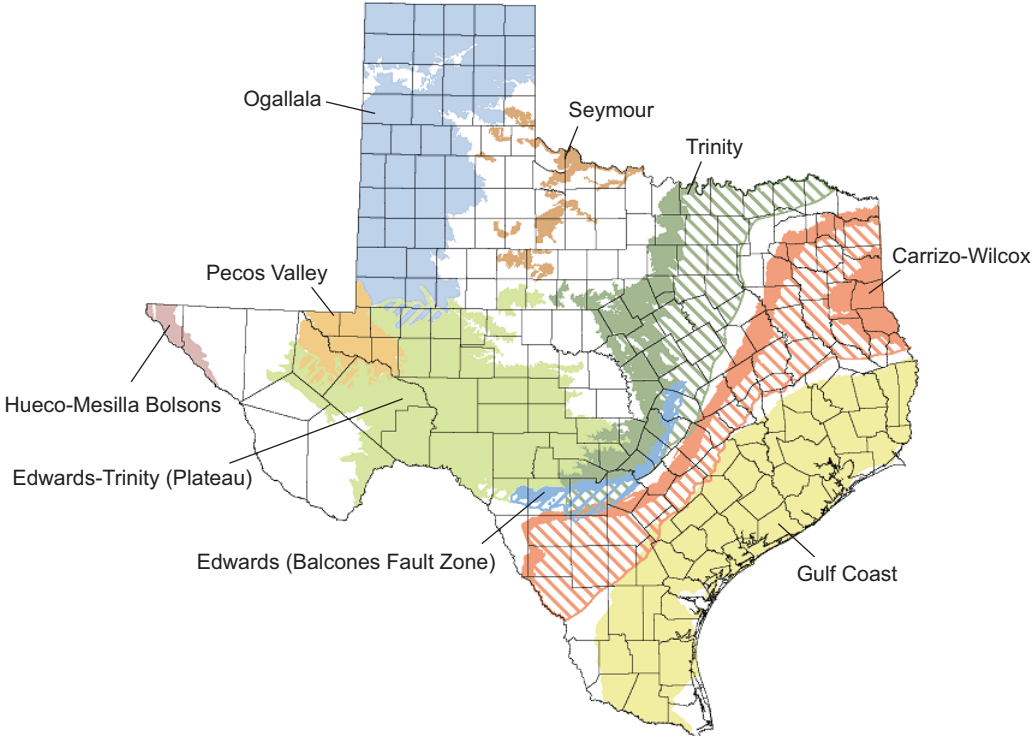 Ogallala
Seymour
Trinity
Carrizo-Wilcox
Pecos Valley
Hueco-Mesilla Bolsons
Edwards-Trinity (Plateau)
Edwards (Balcones Fault Zone)
Gulf Coast